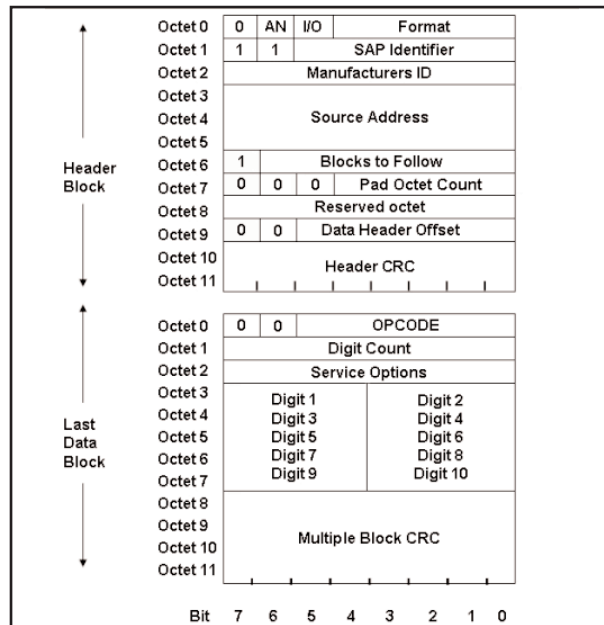 Octet 0 0 AN I/O Format
Octet 1 1 1 SAP Identifier
Octet 2 Manufacturers ID
Octet 3
Octet 4 Source Address
Octet 5
Octet 6 1 Blocks to Follow
Header
Block
Octet 7 0 0 0 Pad Octet Count
Octet 8 Reserved octet
Octet 9 0 0 Data Header Offset
Octet 10
Header CRC
Octet 11
Octet 0 0 0 OPCODE
Octet 1 Digit Count
Octet 2 Service Options
Octet 3 Digit 1 Digit 2
Octet 4 Digit 3 Digit 4
Last
Data
Block
Octet 5 Digit 5 Digit 6
Octet 6 Digit 7 Digit 8
Octet 7 Digit 9 Digit 10
Octet 8
Octet 9
Multiple Block CRC
Octet 10
Octet 11
Bit 7 6 5 4 3 2 1 0